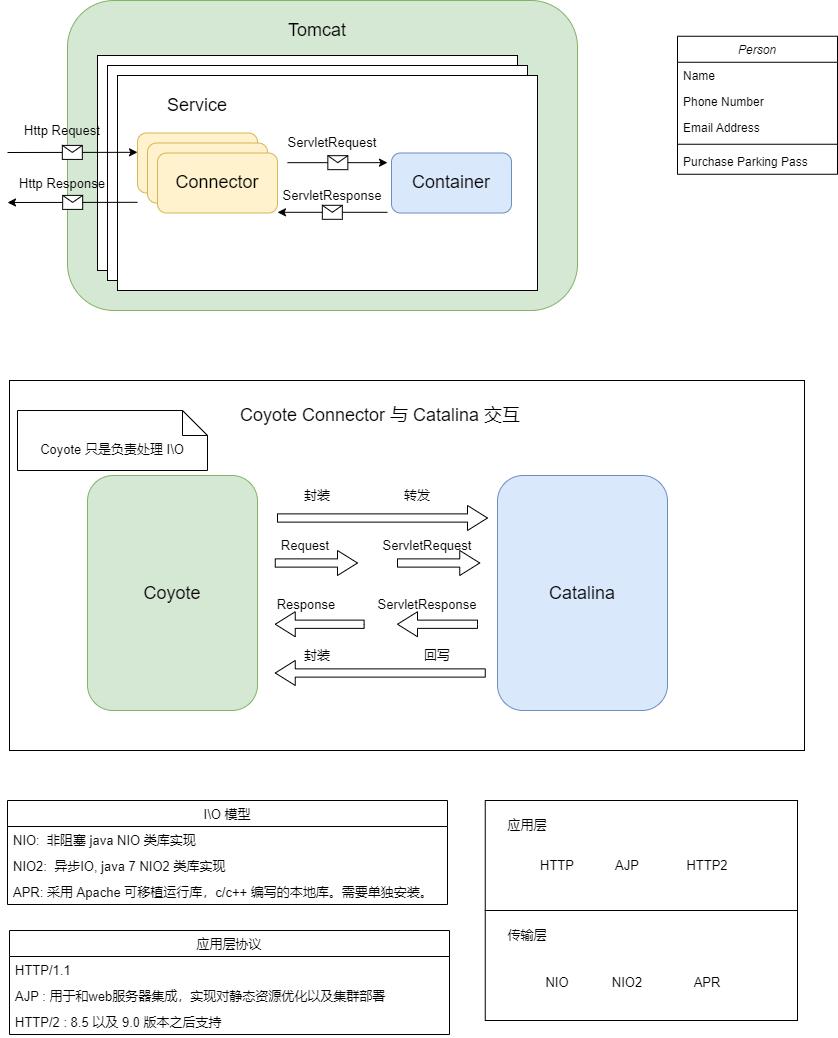 Tomcat
Service
Http Request
Http Response
Connector
ServletRequest
ServletResponse
Container
Person
Name
Phone Number
Email Address
Purchase Parking Pass
Coyote Connector 与 Catalina 交互
Coyote 只是负责处理 I\O
Coyote
封装 转发
Request ServletRequest
Response ServletResponse
封装 回写
Catalina
I\O 模型
NIO: 非阻塞 java NIO 类库实现
NIO2: 异步IO, java 7 NIO2 类库实现
APR: 采用 Apache 可移植运行库，c/c++ 编写的本地库。需要单独安装。
应用层协议
HTTP/1.1
AJP : 用于和web服务器集成，实现对静态资源优化以及集群部署
HTTP/2 : 8.5 以及 9.0 版本之后支持
应用层
HTTP AJP HTTP2
传输层
NIO NIO2 APR